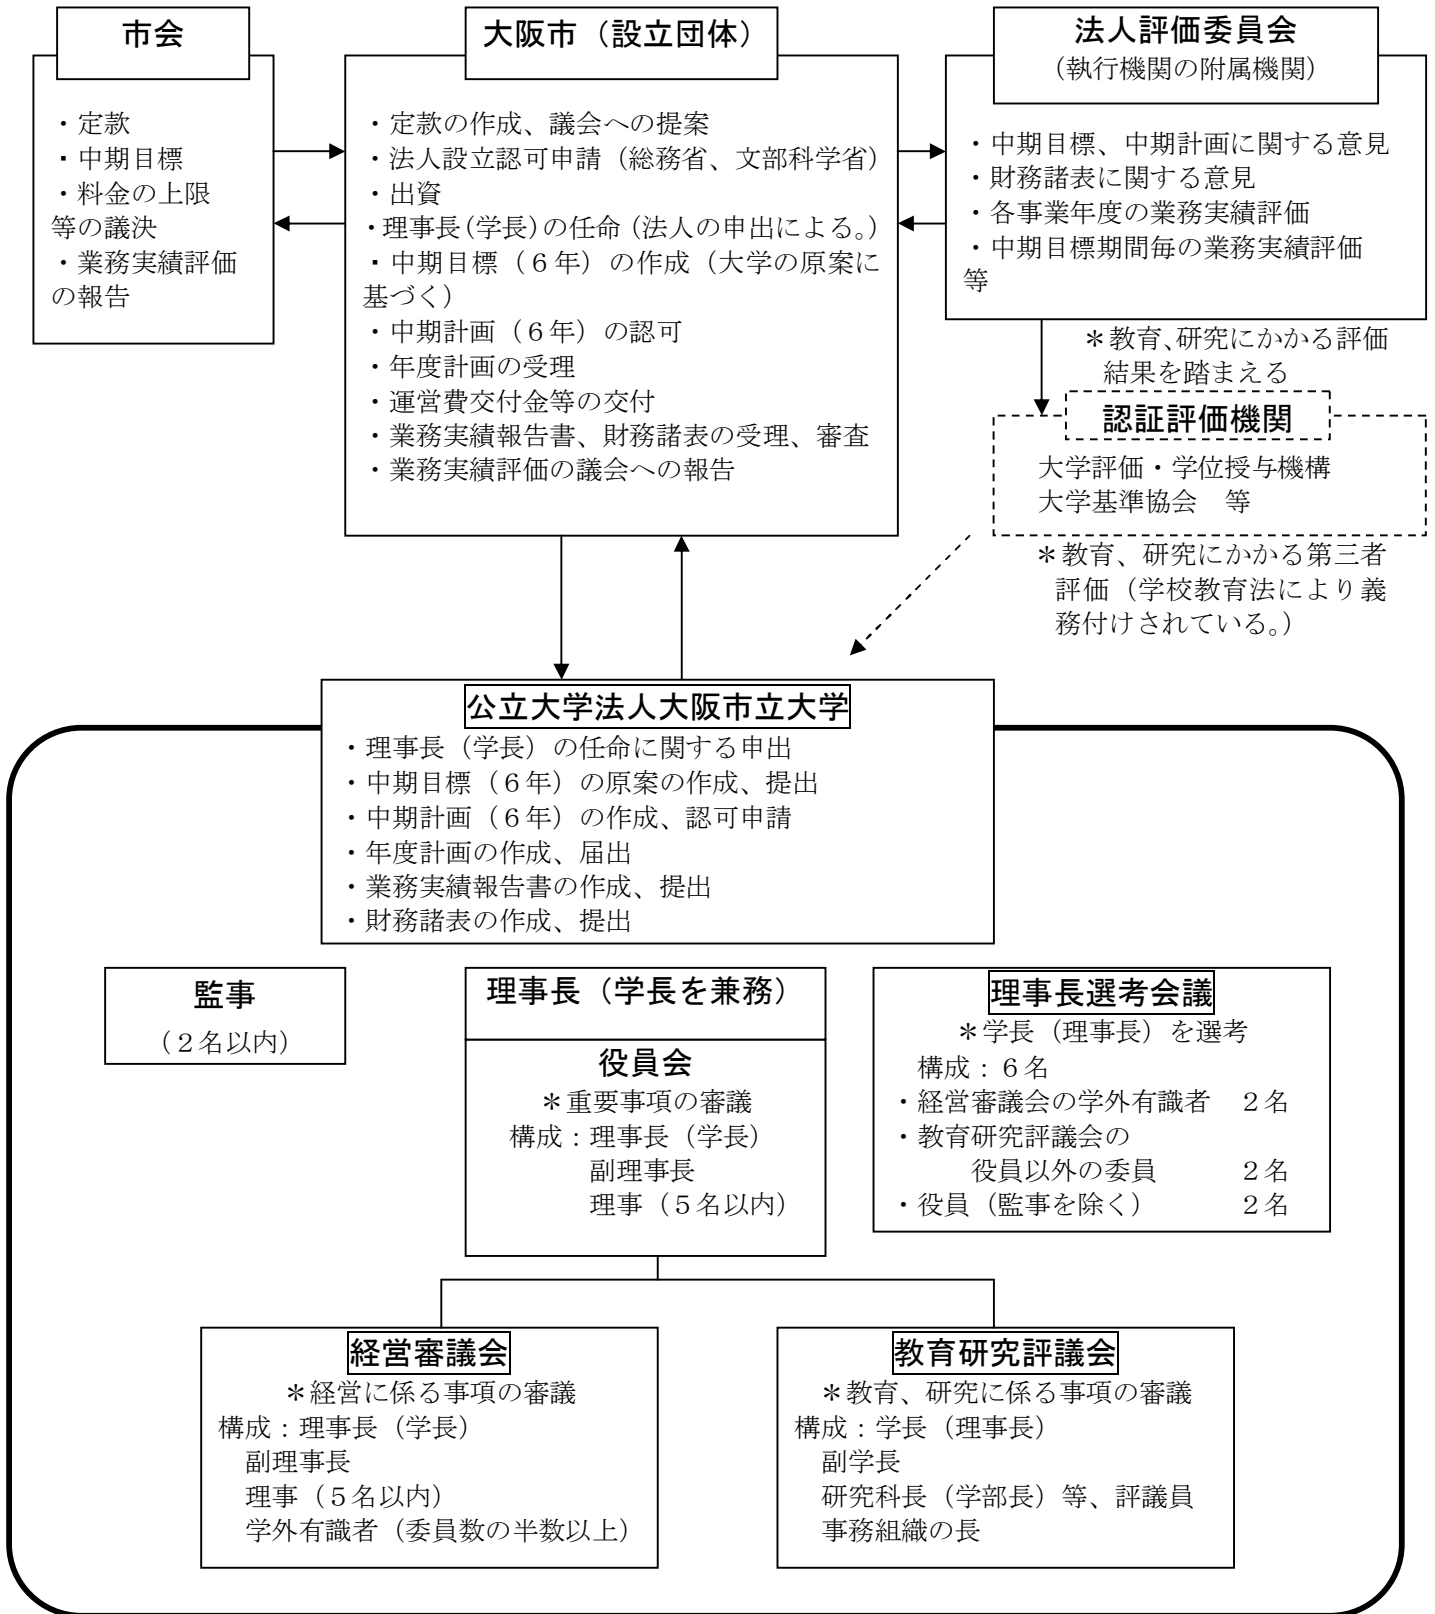 市会
・定款
・中期目標
・料金の上限
等の議決
・業務実績評価
の報告
大阪市（設立団体）
・定款の作成、議会への提案
・法人設立認可申請（総務省、文部科学省）
・出資
・理事長（学長）の任命（法人の申出による。）
・中期目標（６年）の作成（大学の原案に
基づく）
・中期計画（６年）の認可
・年度計画の受理
・運営費交付金等の交付
・業務実績報告書、財務諸表の受理、審査
・業務実績評価の議会への報告
法人評価委員会
（執行機関の附属機関）
・中期目標、中期計画に関する意見
・財務諸表に関する意見
・各事業年度の業務実績評価
・中期目標期間毎の業務実績評価
等
＊教育、研究にかかる評価
結果を踏まえる
認証評価機関
大学評価・学位授与機構
大学基準協会　等
＊教育、研究にかかる第三者
評価（学校教育法により義
務付けされている。）
公立大学法人大阪市立大学
・理事長（学長）の任命に関する申出
・中期目標（６年）の原案の作成、提出
・中期計画（６年）の作成、認可申請
・年度計画の作成、届出
・業務実績報告書の作成、提出
・財務諸表の作成、提出
監事
（２名以内）
理事長（学長を兼務）
役員会
＊重要事項の審議
構成：理事長（学長）
副理事長
理事（５名以内）
理事長選考会議
＊学長（理事長）を選考
構成：６名
・経営審議会の学外有識者　２名
・教育研究評議会の
役員以外の委員　２名
・役員（監事を除く）　２名
経営審議会
＊経営に係る事項の審議
構成：理事長（学長）
副理事長
理事（５名以内）
学外有識者（委員数の半数以上）
教育研究評議会
＊教育、研究に係る事項の審議
構成：学長（理事長）
副学長
研究科長（学部長）等、評議員
事務組織の長